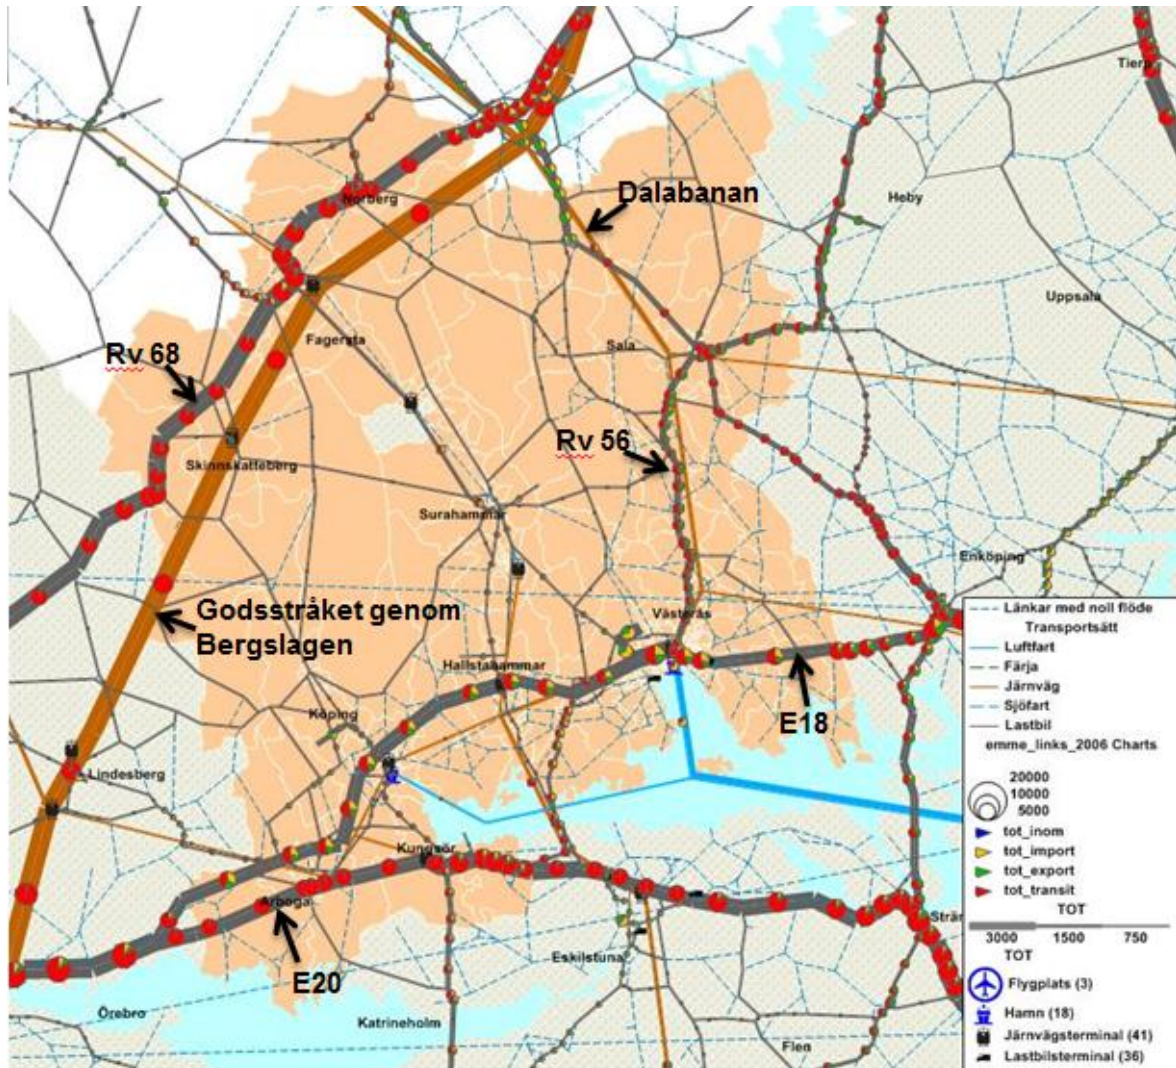 Tierp
Dalabanan
Norberg
Heby
Uppsala
Fagersta
Sala
Rv 68
Rv 56
Skinnskatteberg
Surahammar
Enköping
Godsstråket genom
Bergslagen
Västerås
Hallstahammar
E18
Köping
Lindesberg
Kungsör
Arboga
E20
Strän
Eskilstuna
Örebro
Katrineholm
Flen
Länkar med noll flöde
Transportsätt
Luftfart
Färja
Järnväg
Sjöfart
Lastbil
emme_links_2006 Charts
20000
10000
5000
tot_inom
tot_import
tot_export
tot_transit
TOT
3000 1500 750
TOT
Flygplats (3)
Hamn (18)
Järnvägsterminal (41)
Lastbilsterminal (36)